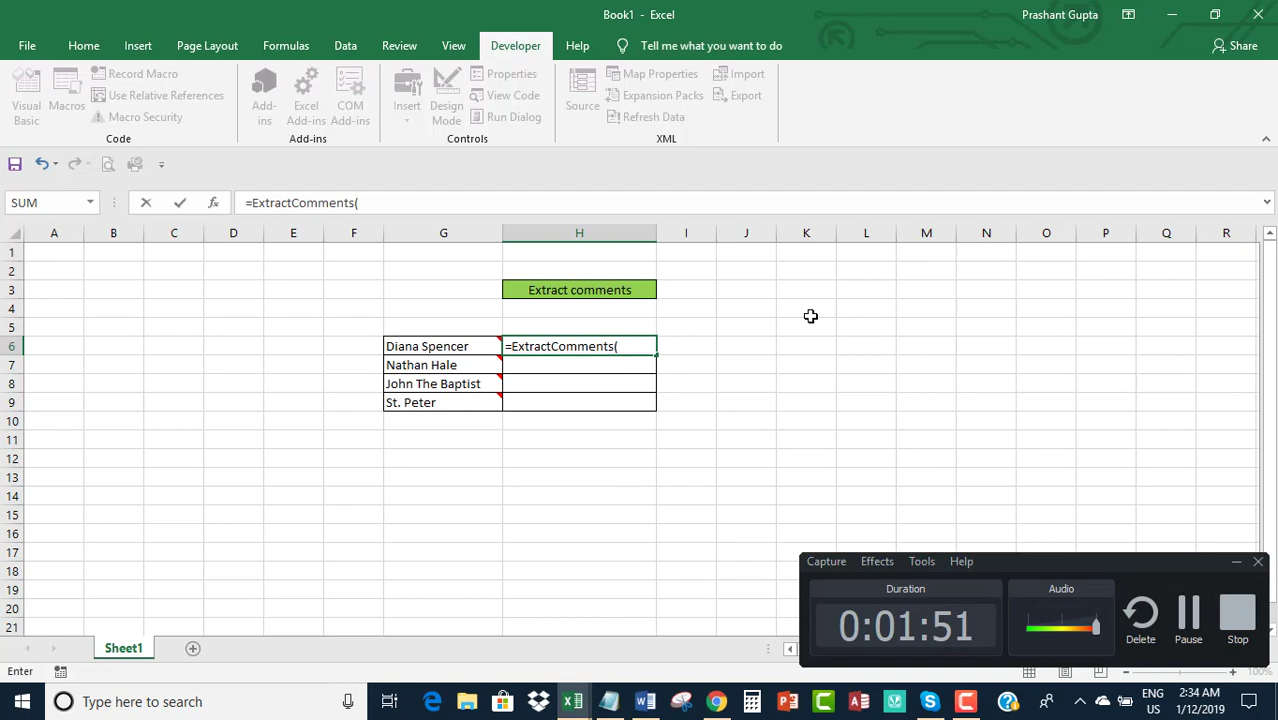 Book1 - Excel
Prashant Gupta
File Home Insert Page Layout Formulas Data Review View Developer Help Tell me what you want to do Share
Visual Basic
Macros
Record Macro
Use Relative References
Macro Security
Code
Add-ins
Excel Add-ins
COM Add-ins
Add-ins
Insert
Design Mode
Properties
View Code
Run Dialog
Controls
Source
Map Properties
Expansion Packs
Refresh Data
Import
Export
XML
SUM
fx
=ExtractComments(
A B C D E F G H I J K L M N O P Q R
1
2
3 Extract comments
4
5
6 Diana Spencer =ExtractComments(
7 Nathan Hale
8 John The Baptist
9 St. Peter
10
11
12
13
14
15
16
17
18
19
20
21
Capture Effects Tools Help
Duration
0:01:51
Audio
Delete
Pause
Stop
Sheet1
Enter
100%
Type here to search
ENG
US
2:34 AM
1/12/2019